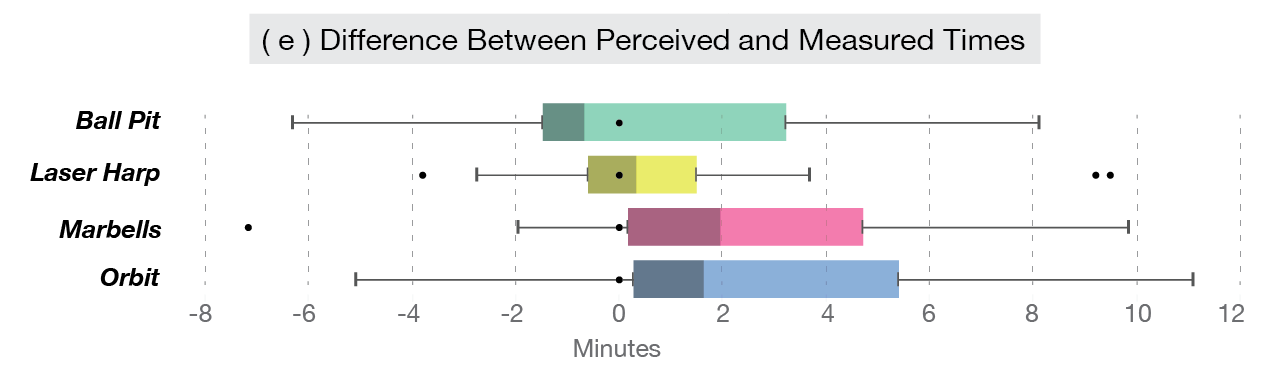 ( e ) Difference Between Perceived and Measured Times
Ball Pit
Laser Harp
Marbells
Orbit
-8 -6 -4 -2 0 2 4 6 8 10 12
Minutes